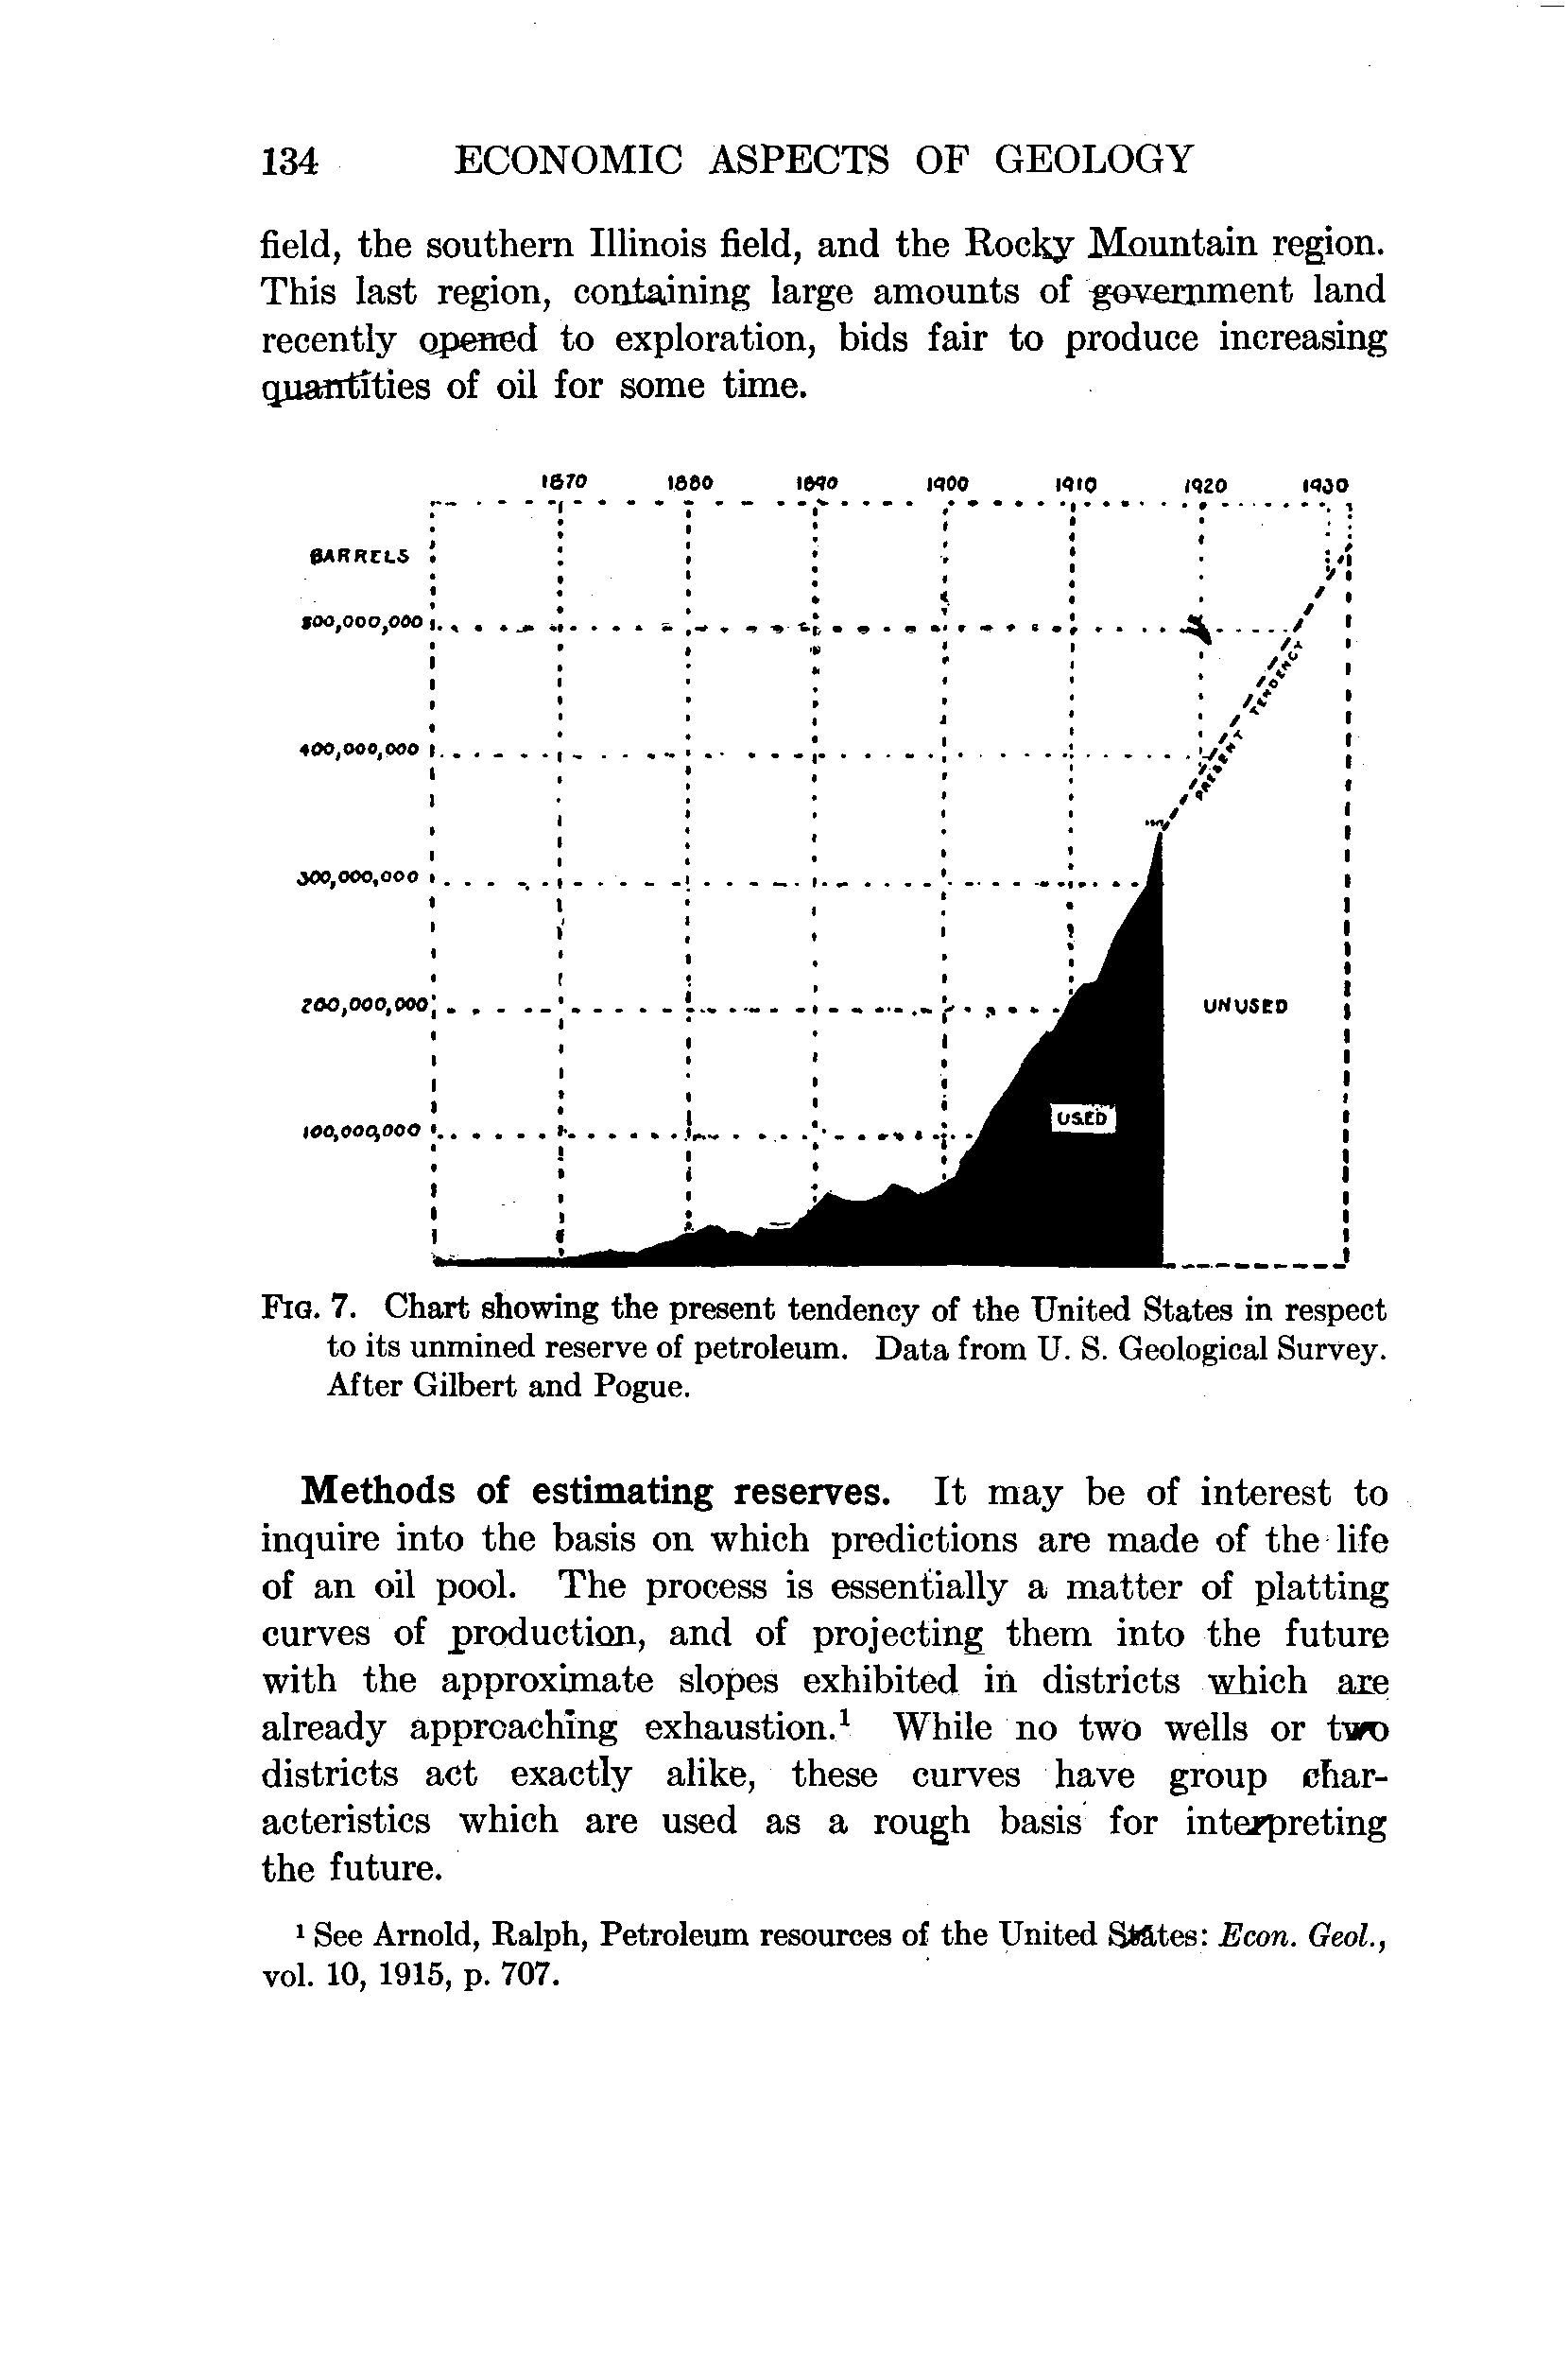 134 ECONOMIC ASPECTS OF GEOLOGY
field, the southern Illinois field, and the Rocky Mountain region.
This last region, containing large amounts of government land
recently opened to exploration, bids fair to produce increasing
quantities of oil for some time.
1870 1880 1890 1900 1910 1920 1930
BARRELS
500,000,000
PRESENT TENDENCY
400,000,000
1917
300,000,000
200,000,000
UNUSED
100,000,000
USED
FIG. 7. Chart showing the present tendency of the United States in respect
to its unmined reserve of petroleum. Data from U. S. Geological Survey.
After Gilbert and Pogue.
Methods of estimating reserves. It may be of interest to
inquire into the basis on which predictions are made of the life
of an oil pool. The process is essentially a matter of platting
curves of production, and of projecting them into the future
with the approximate slopes exhibited in districts which are
already approaching exhaustion.¹ While no two wells or two
districts act exactly alike, these curves have group char-
acteristics which are used as a rough basis for interpreting
the future.
¹ See Arnold, Ralph, Petroleum resources of the United States: Econ. Geol.,
vol. 10, 1915, p. 707.